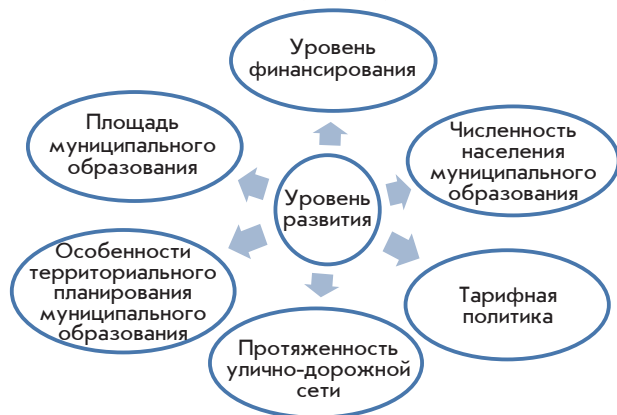 Уровень
финансирования
Площадь
муниципального
образования
Численность
населения
муниципального
образования
Уровень
развития
Особенности
территориального
планирования
муниципального
образования
Тарифная
политика
Протяженность
улично-дорожной
сети